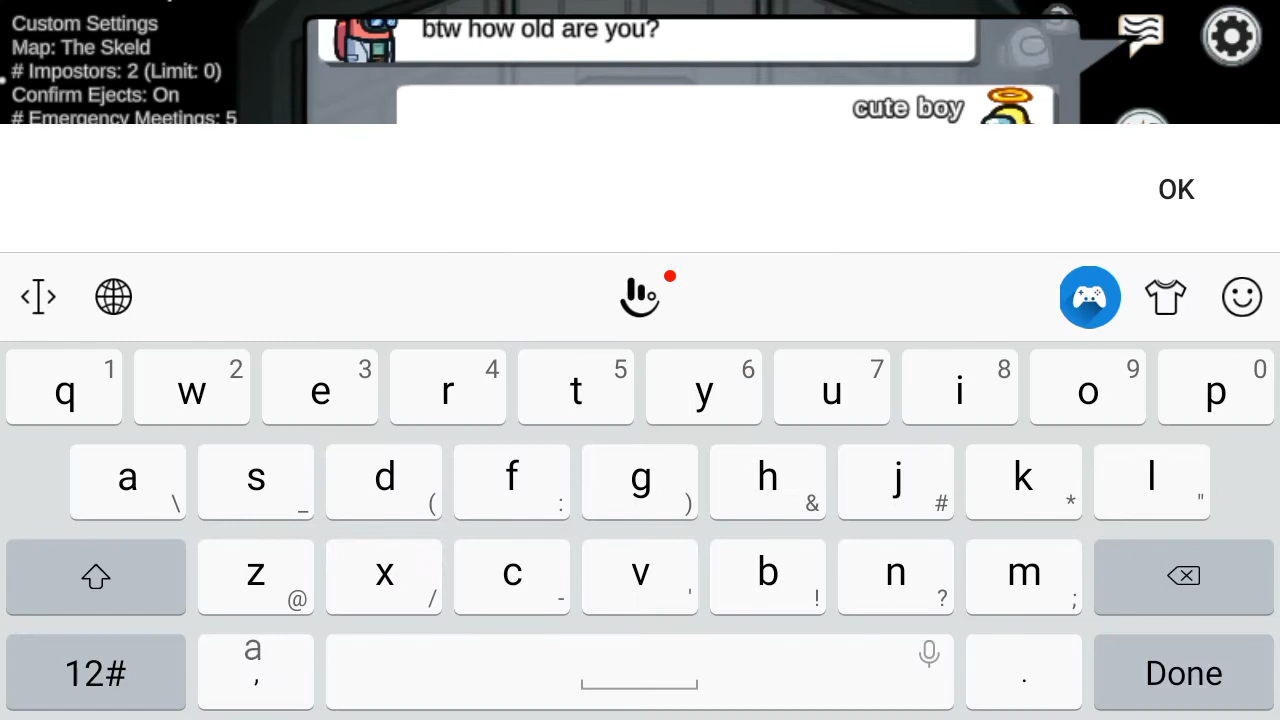 Custom Settings
Map: The Skeld
# Impostors: 2 (Limit: 0)
Confirm Ejects: On
# Emergency Meetings: 5
btw how old are you?
cute boy
OK
q 1 w 2 e 3 r 4 t 5 y 6 u 7 i 8 o 9 p 0
a \ s _ d ( f : g ) h & j # k * l "
z @ x / c - v ' b ! n ? m ;
12# a , . Done